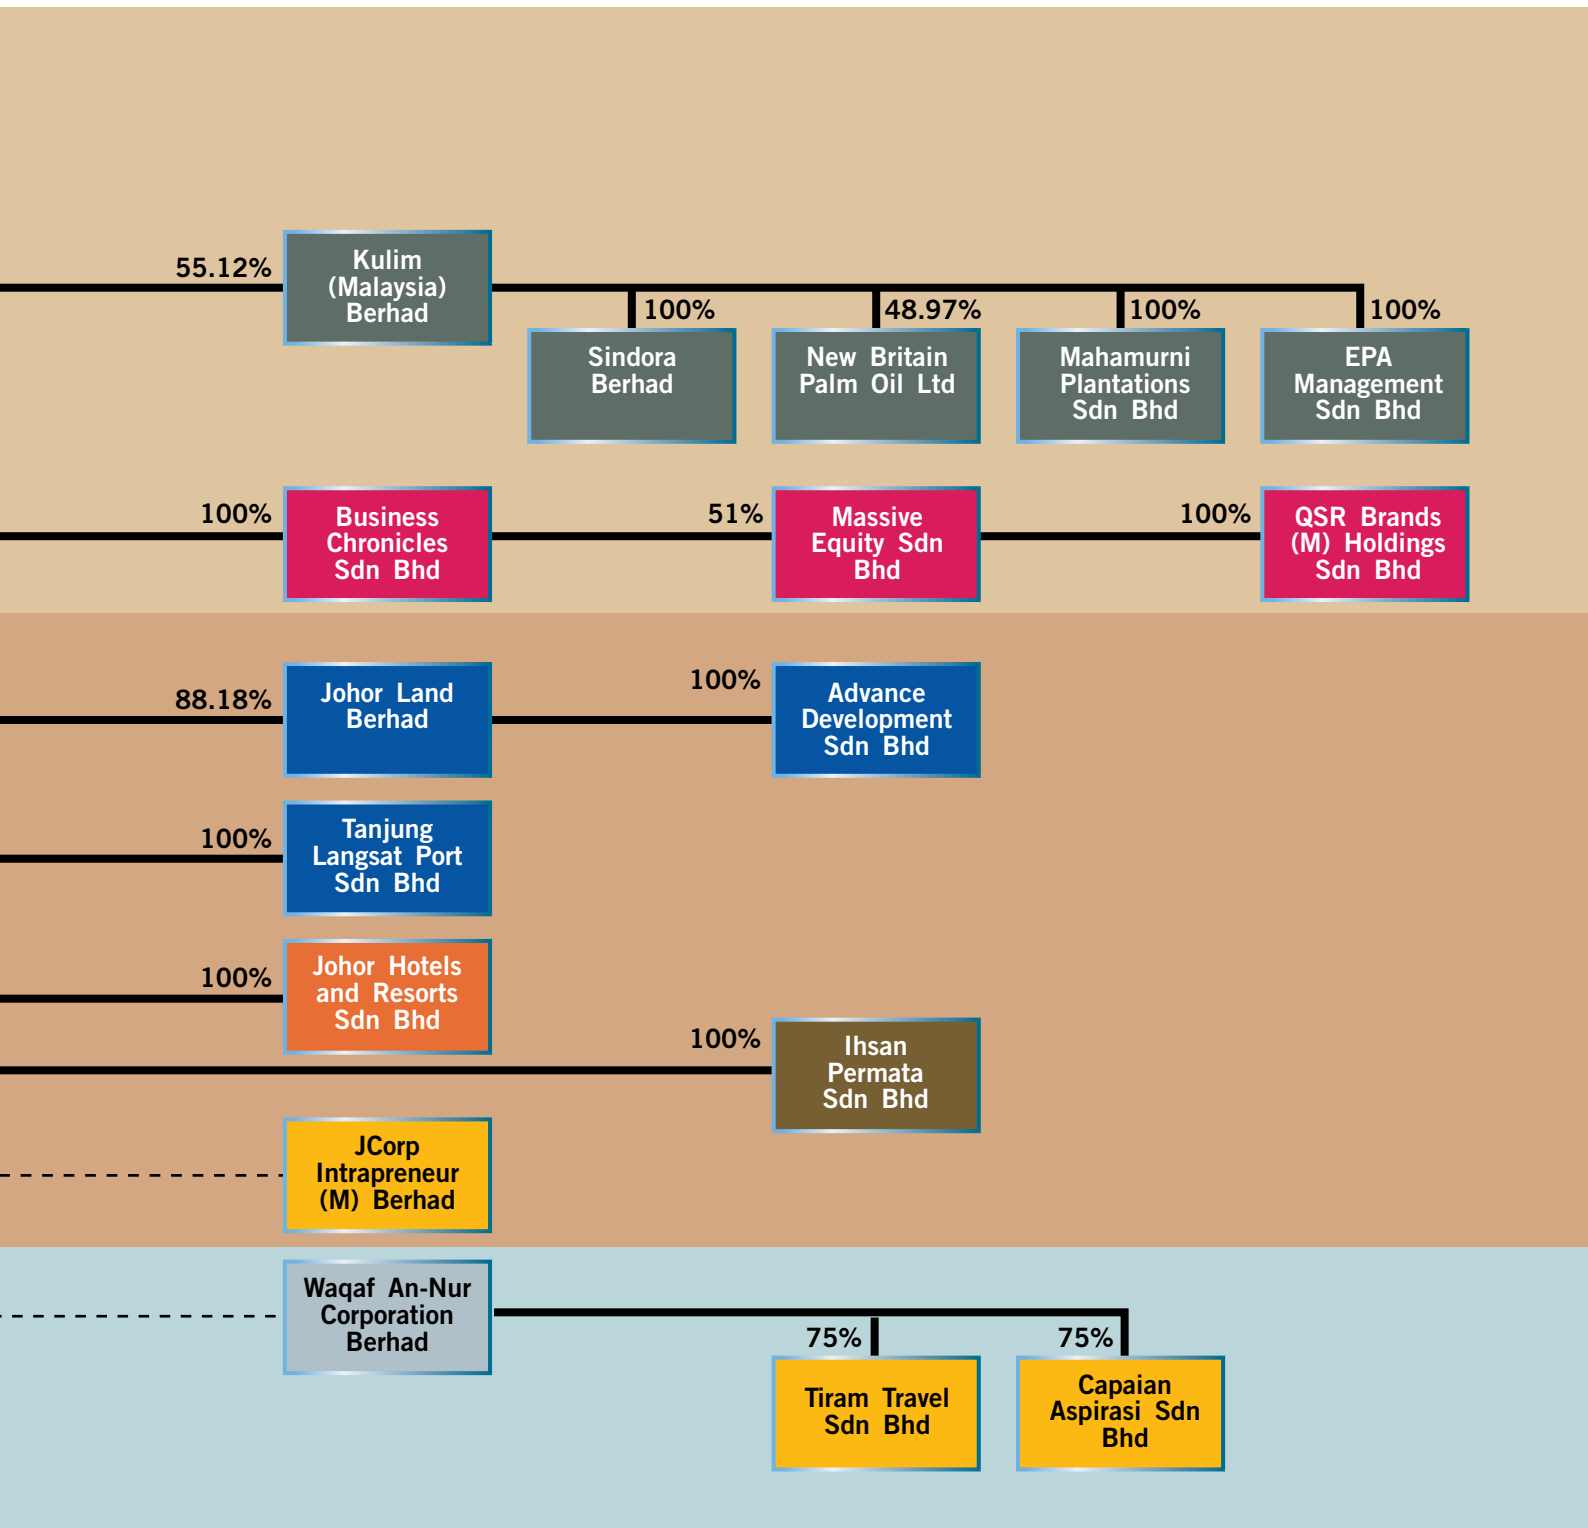 55.12%
Kulim
(Malaysia)
Berhad
100%
Sindora
Berhad
48.97%
New Britain
Palm Oil Ltd
100%
Mahamurni
Plantations
Sdn Bhd
100%
EPA
Management
Sdn Bhd
100%
Business
Chronicles
Sdn Bhd
51%
Massive
Equity Sdn
Bhd
100%
QSR Brands
(M) Holdings
Sdn Bhd
88.18%
Johor Land
Berhad
100%
Advance
Development
Sdn Bhd
100%
Tanjung
Langsat Port
Sdn Bhd
100%
Johor Hotels
and Resorts
Sdn Bhd
100%
Ihsan
Permata
Sdn Bhd
JCorp
Intrapreneur
(M) Berhad
Waqaf An-Nur
Corporation
Berhad
75%
Tiram Travel
Sdn Bhd
75%
Capaian
Aspirasi Sdn
Bhd